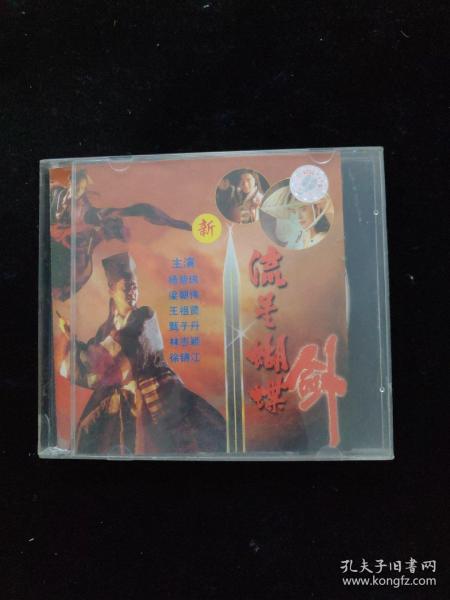 新
流星蝴蝶
剑
主演
杨紫琼
梁朝伟
王祖贤
甄子丹
林志颖
徐锦江
孔夫子旧书网
www.kongfz.com